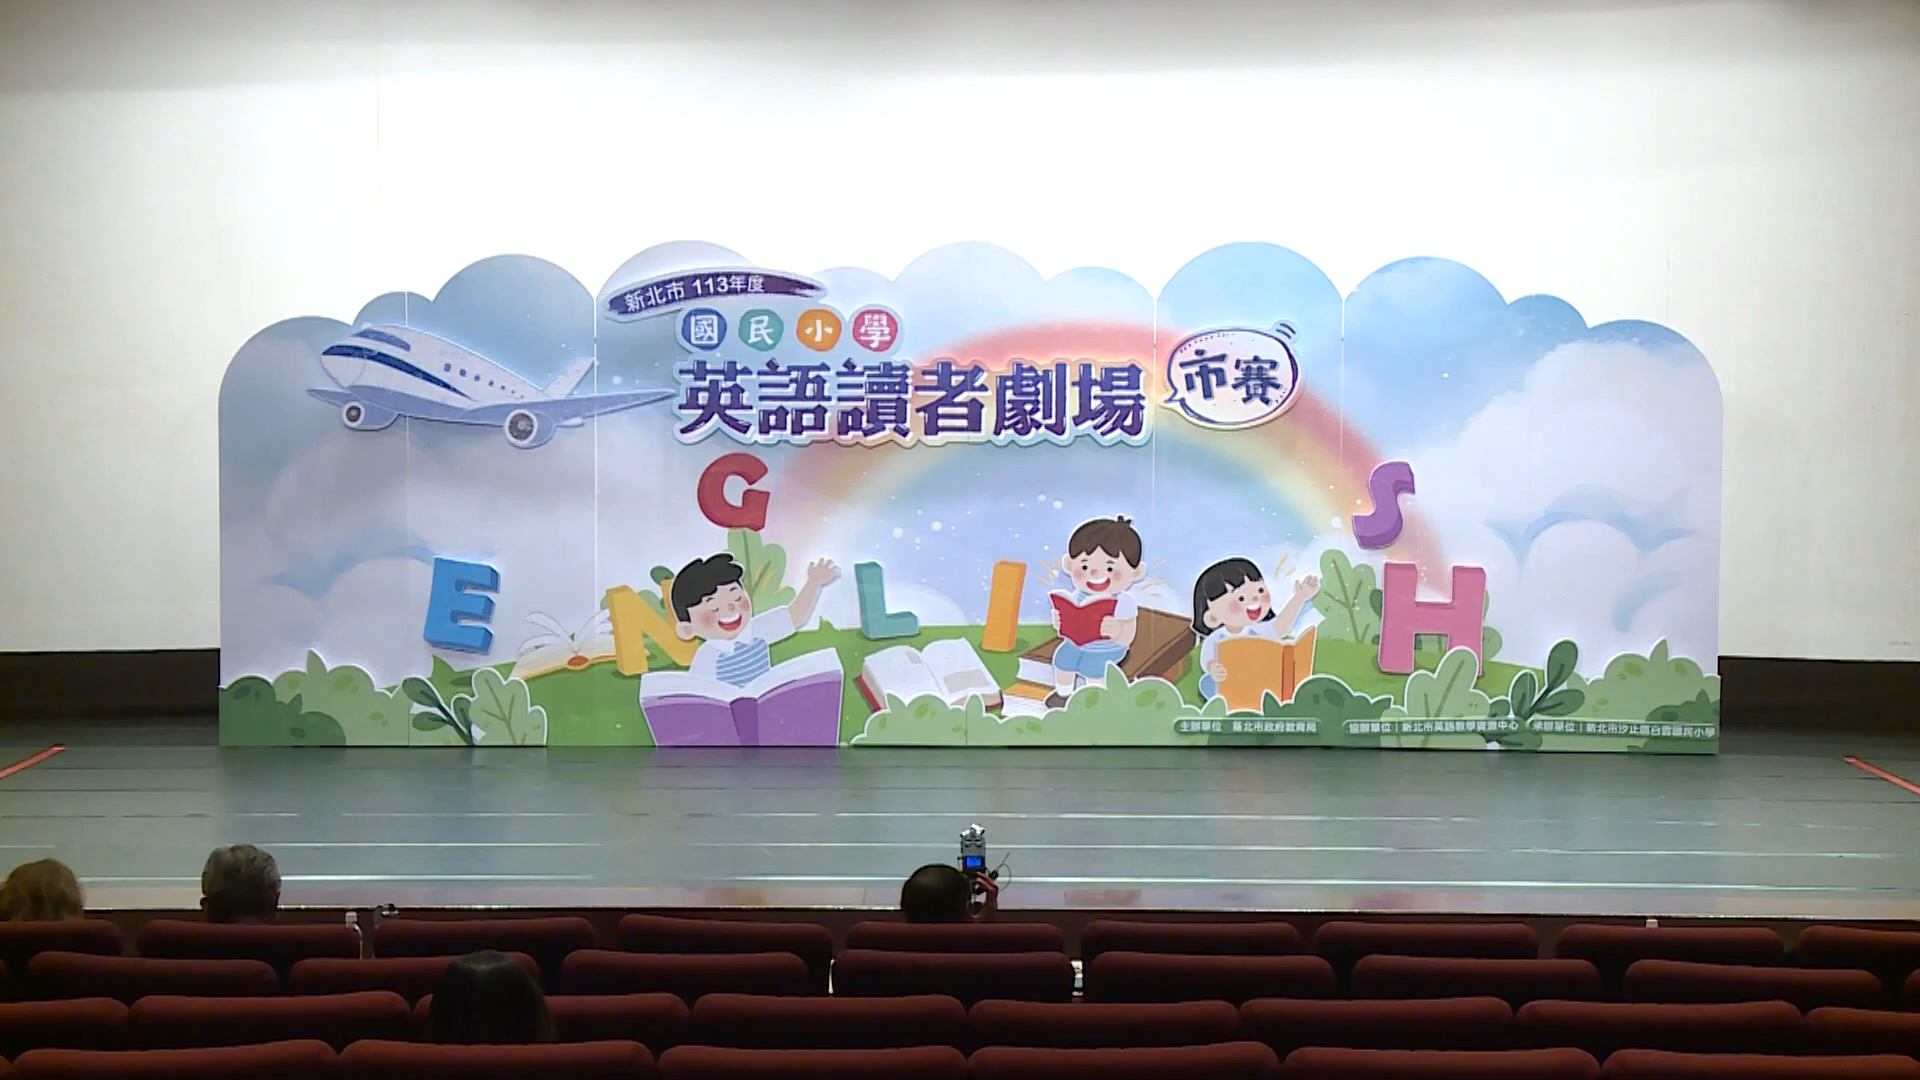 新北市 113年度
國民小學
英語讀者劇場
市賽
ENGLISH
主辦單位 新北市政府教育局 協辦單位｜新北市英語教學資源中心 承辦單位｜新北市汐止區白雲國民小學